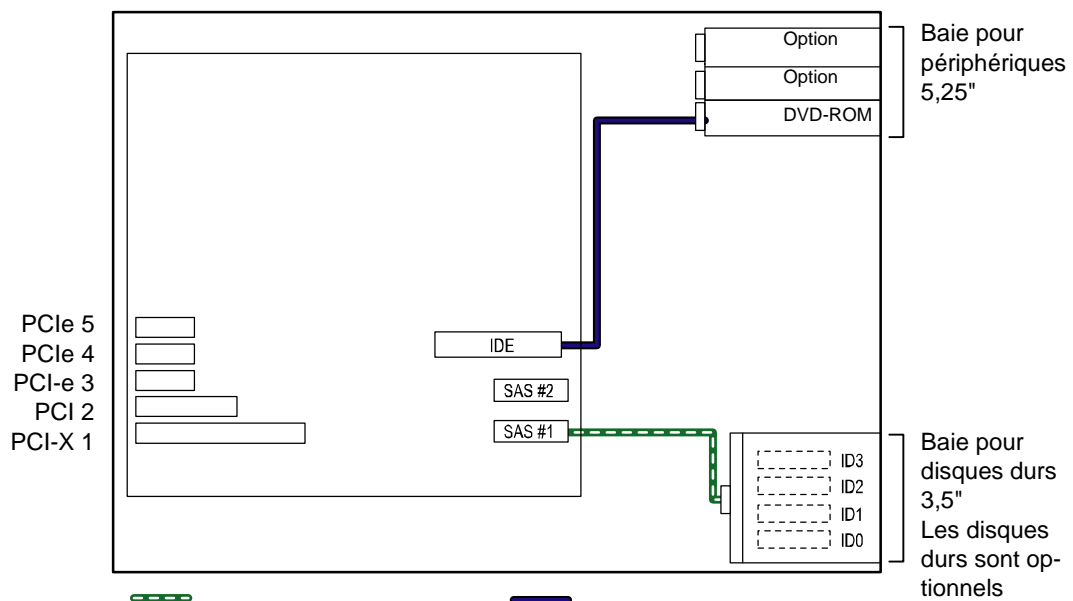 Option
Option
DVD-ROM
Baie pour
périphériques
5,25"
PCIe 5
PCIe 4
PCI-e 3
PCI 2
PCI-X 1
IDE
SAS #2
SAS #1
ID3
ID2
ID1
ID0
Baie pour
disques durs
3,5"
Les disques
durs sont op-
tionnels